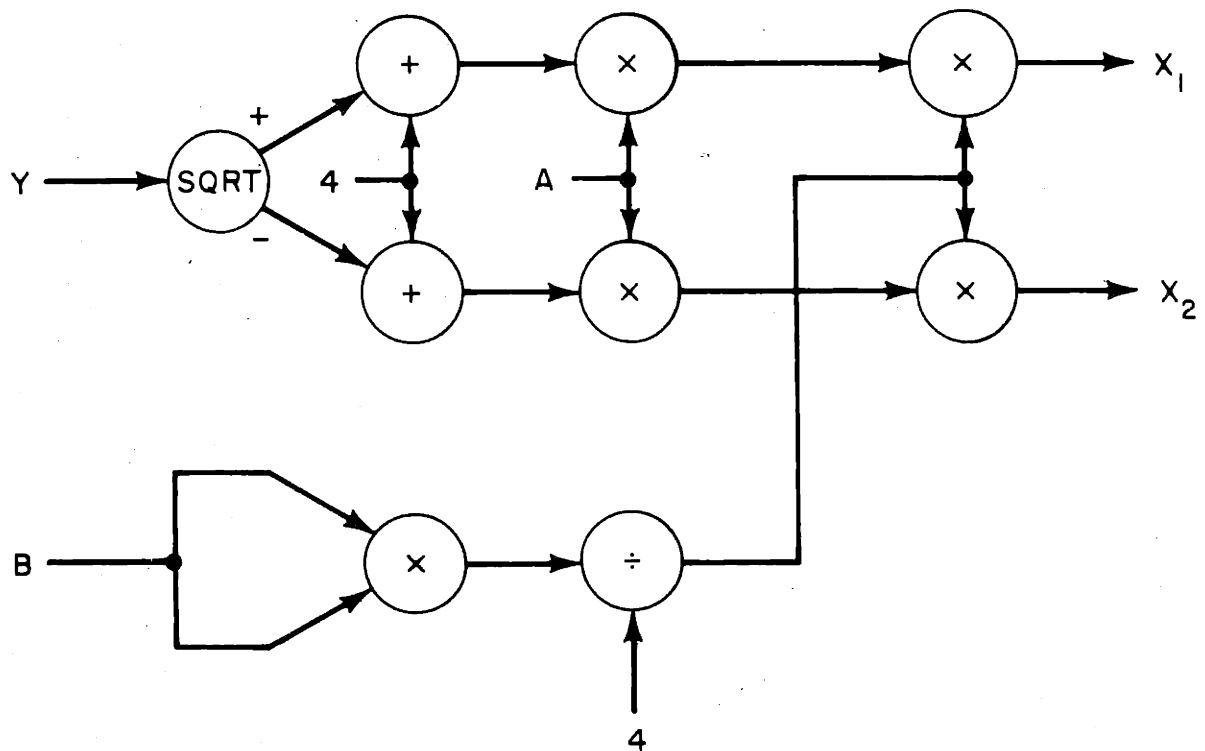 + × × X₁
+
Y SQRT 4 A
-
+ × × X₂
B × ÷
4